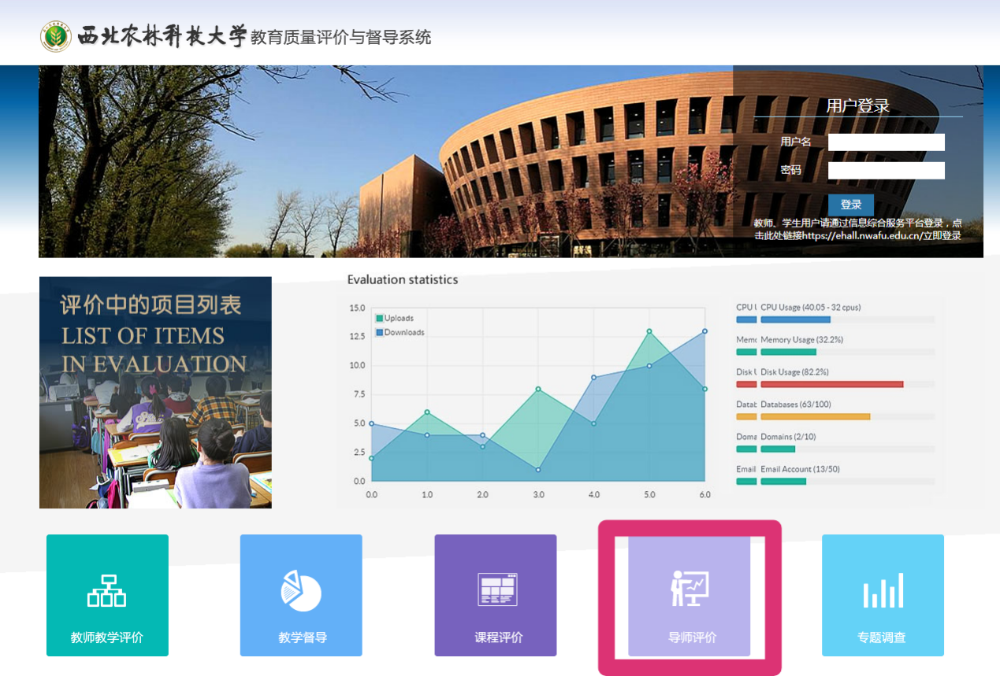 西北农林科技大学 教育质量评价与督导系统
用户登录
用户名
密码
登录
教师、学生用户请通过信息综合服务平台登录，点
击此处链接https://ehall.nwafu.edu.cn/立即登录
评价中的项目列表
LIST OF ITEMS
IN EVALUATION
Evaluation statistics
15.0
12.5
10.0
7.5
5.0
2.5
0.0
Uploads
Downloads
0.0 1.0 2.0 3.0 4.0 5.0 6.0
CPU U CPU Usage (40.05 - 32 cpus)
Memo Memory Usage (32.2%)
Disk U Disk Usage (82.2%)
Datab Databases (63/100)
Doma Domains (2/10)
Email Email Account (13/50)
教师教学评价
教学督导
课程评价
导师评价
专题调查